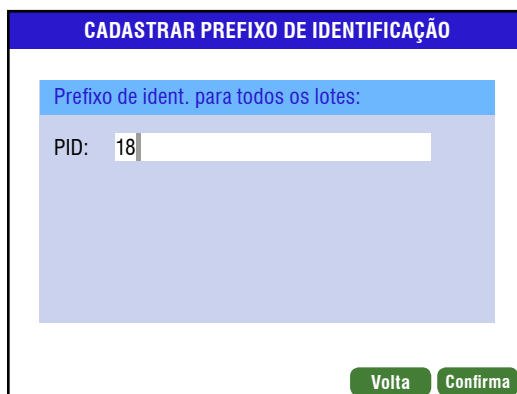 CADASTRAR PREFIXO DE IDENTIFICAÇÃO
Prefixo de ident. para todos os lotes:
PID: 18
Volta Confirma